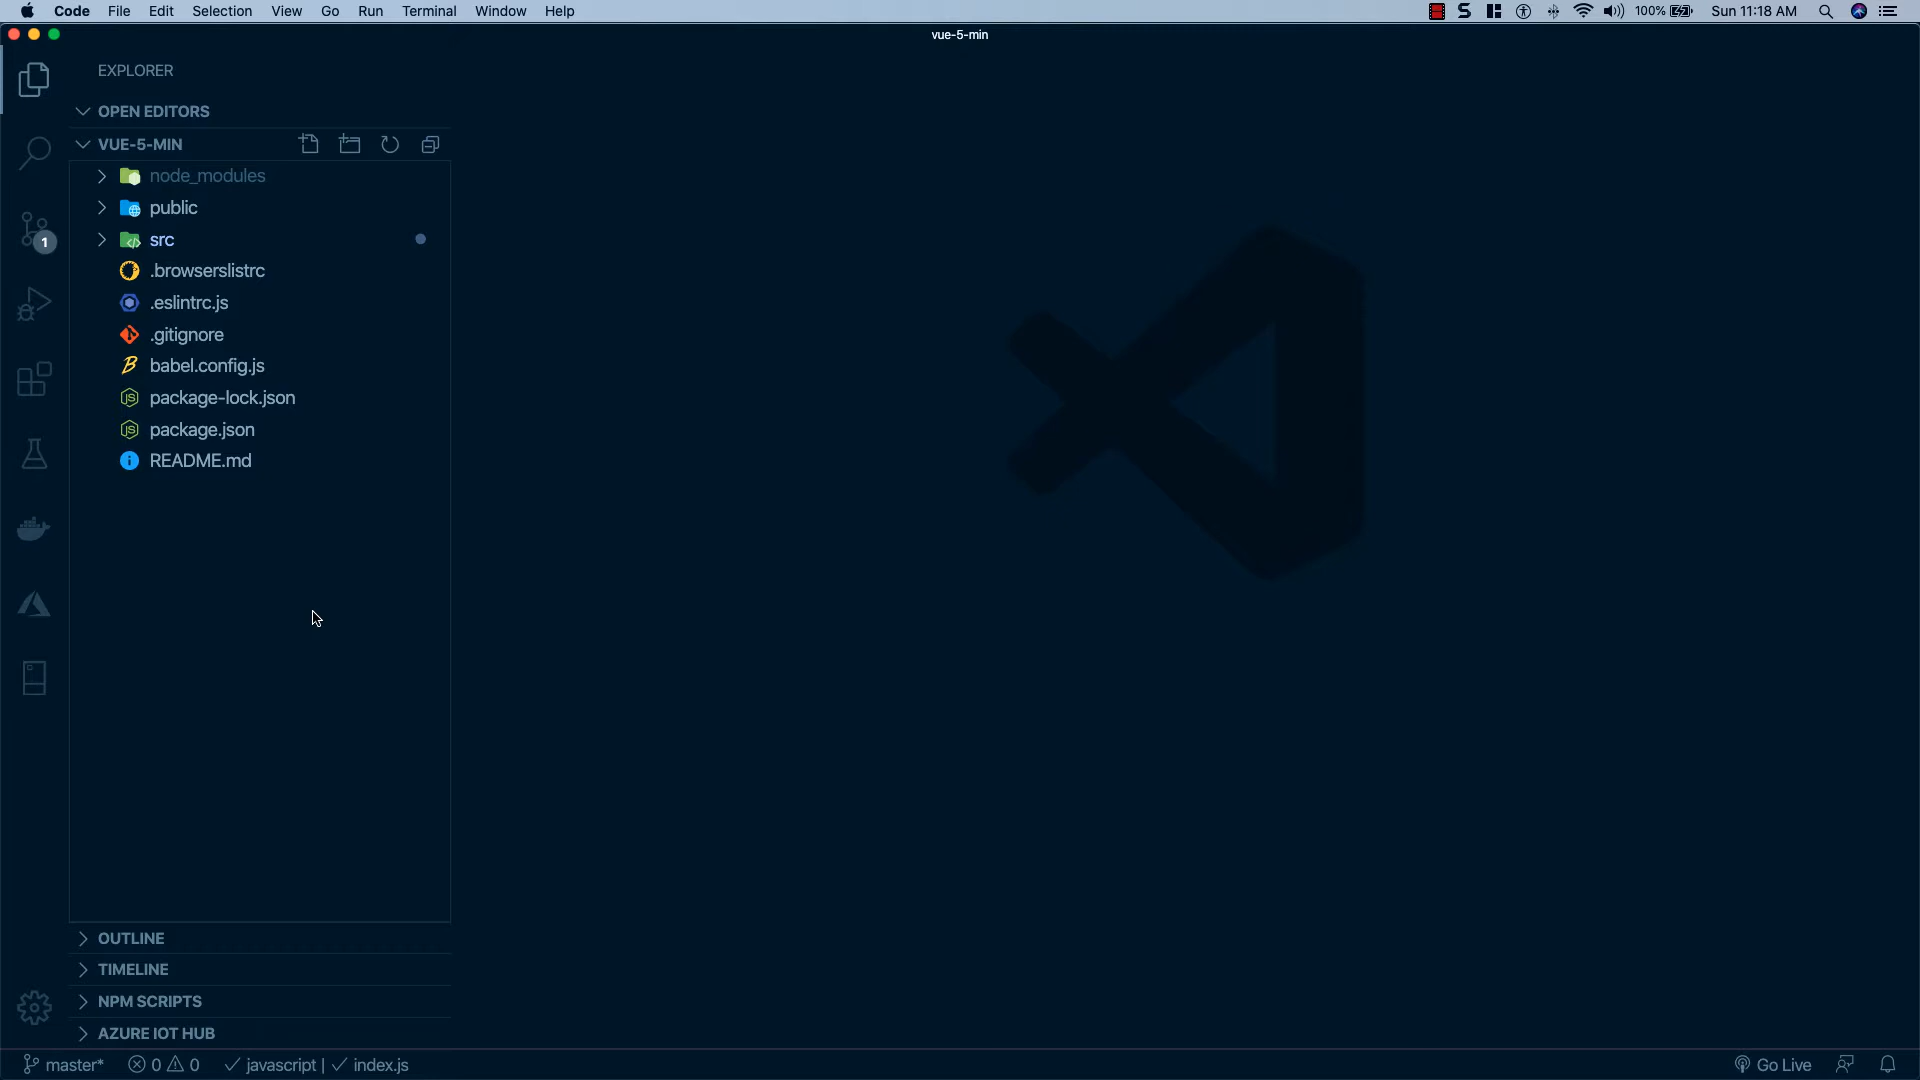 Code File Edit Selection View Go Run Terminal Window Help 100% Sun 11:18 AM
vue-5-min
EXPLORER
OPEN EDITORS
VUE-5-MIN
node_modules
public
src
.browserslistrc
.eslintrc.js
.gitignore
babel.config.js
package-lock.json
package.json
README.md
1
OUTLINE
TIMELINE
NPM SCRIPTS
AZURE IOT HUB
master* 0 0 javascript | index.js Go Live